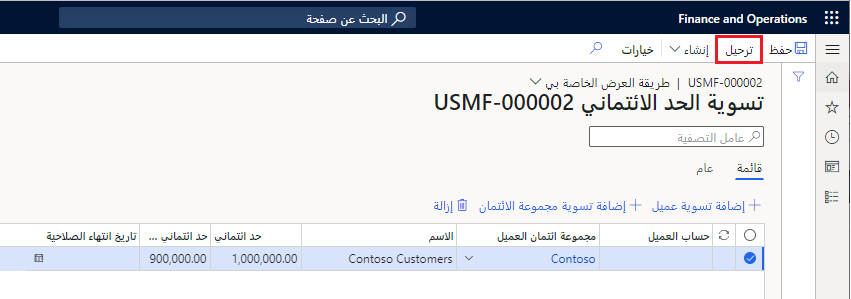 Finance and Operations البحث عن صفحة
حفظ ترحيل إنشاء خيارات
USMF-000002 | طريقة العرض الخاصة بي
تسوية الحد الائتماني USMF-000002
عامل التصفية
قائمة عام
إضافة تسوية عميل إضافة تسوية مجموعة الائتمان إزالة
حساب العميل مجموعة ائتمان العميل الاسم حد ائتماني حد ائتماني ... تاريخ انتهاء الصلاحية
Contoso Contoso Customers 1,000,000.00 900,000.00